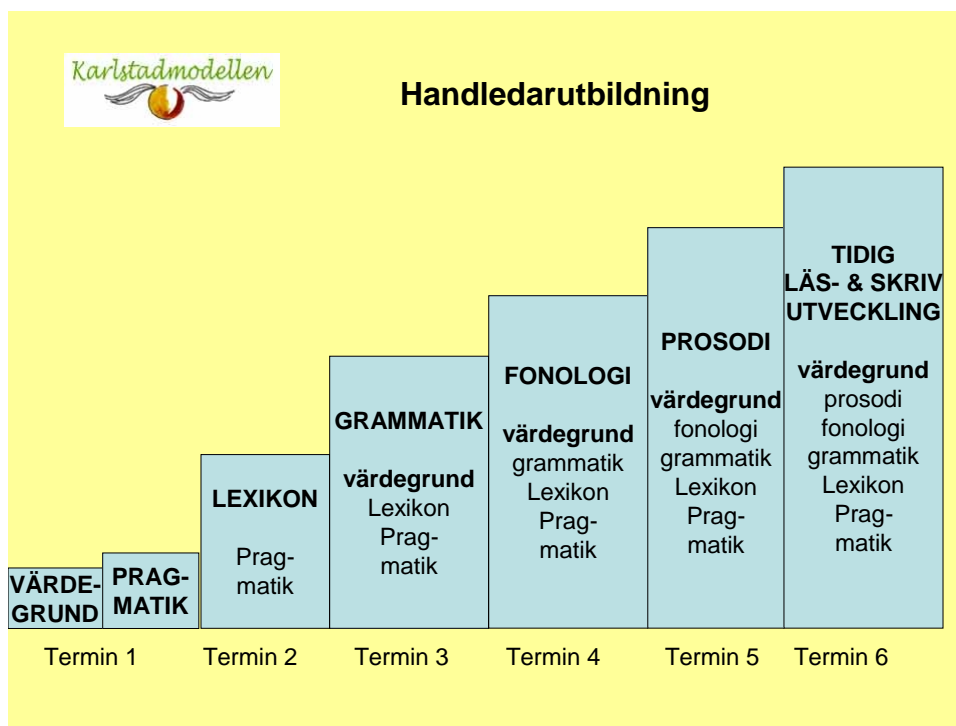 Karlstadmodellen
Handledarutbildning
VÄRDE-
GRUND
PRAG-
MATIK
LEXIKON
Prag-
matik
GRAMMATIK
värdegrund
Lexikon
Prag-
matik
FONOLOGI
värdegrund
grammatik
Lexikon
Prag-
matik
PROSODI
värdegrund
fonologi
grammatik
Lexikon
Prag-
matik
TIDIG
LÄS- & SKRIV
UTVECKLING
värdegrund
prosodi
fonologi
grammatik
Lexikon
Prag-
matik
Termin 1
Termin 2
Termin 3
Termin 4
Termin 5
Termin 6